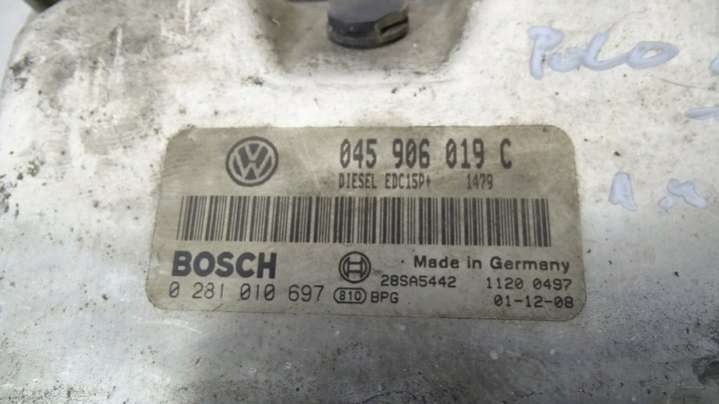 Polo
045 906 019 C
DIESEL EDC15P+ 1479
BOSCH
Made in Germany
28SA5442 1120 0497
0 281 010 697 810 BPG 01-12-08